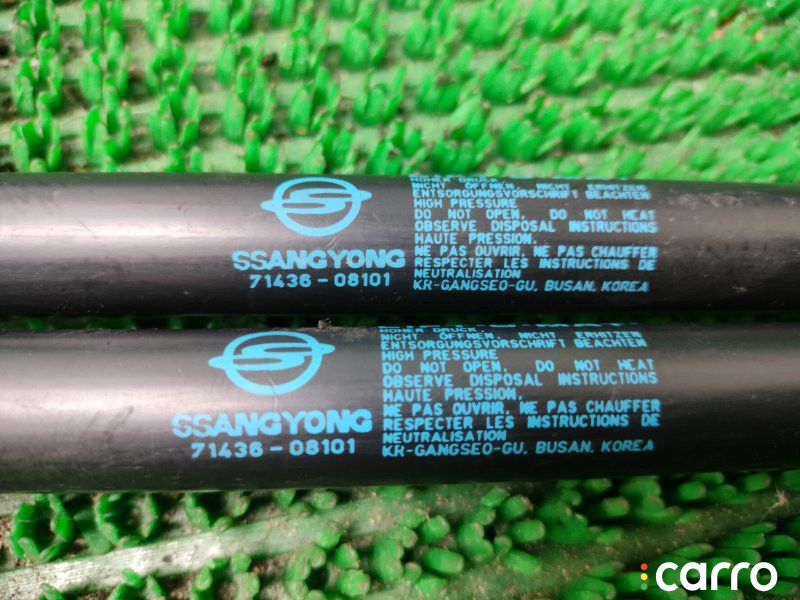 HOHER DRUCK
NICHT ÖFFNEN, NICHT ERHITZEN
ENTSORGUNGSVORSCHRIFT BEACHTEN
HIGH PRESSURE
DO NOT OPEN, DO NOT HEAT
OBSERVE DISPOSAL INSTRUCTIONS
HAUTE PRESSION.
NE PAS OUVRIR, NE PAS CHAUFFER
RESPECTER LES INSTRUCTIONS DE
NEUTRALISATION
KR-GANGSEO-GU, BUSAN, KOREA
SSANGYONG
71436-08101
HOHER DRUCK
NICHT ÖFFNEN, NICHT ERHITZEN
ENTSORGUNGSVORSCHRIFT BEACHTEN
HIGH PRESSURE
DO NOT OPEN, DO NOT HEAT
OBSERVE DISPOSAL INSTRUCTIONS
HAUTE PRESSION.
NE PAS OUVRIR, NE PAS CHAUFFER
RESPECTER LES INSTRUCTIONS DE
NEUTRALISATION
KR-GANGSEO-GU, BUSAN, KOREA
SSANGYONG
71436-08101
carro